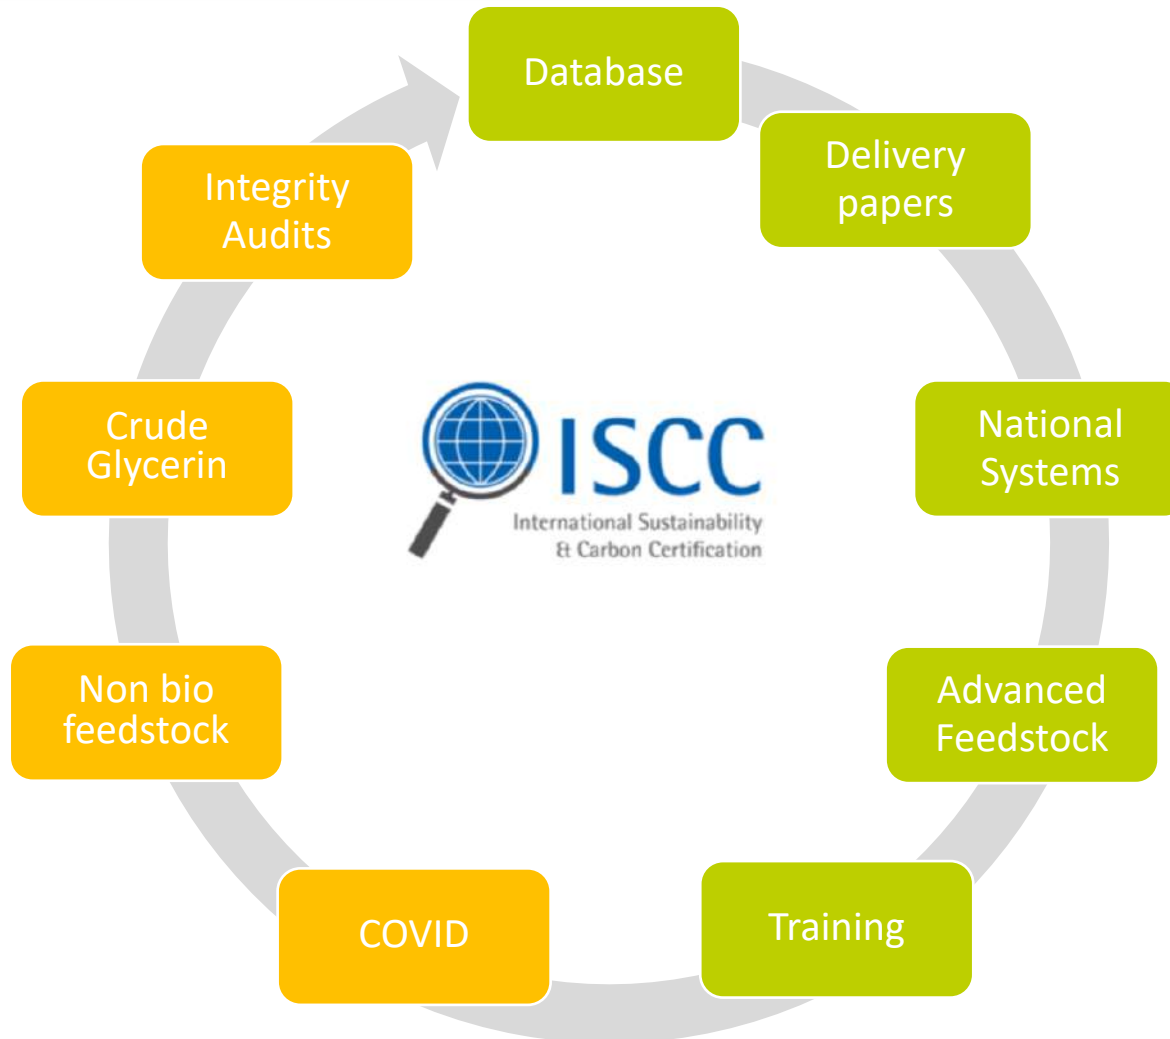 Database
Delivery
papers
National
Systems
Advanced
Feedstock
Training
COVID
Non bio
feedstock
Crude
Glycerin
Integrity
Audits
ISCC
International Sustainability
& Carbon Certification